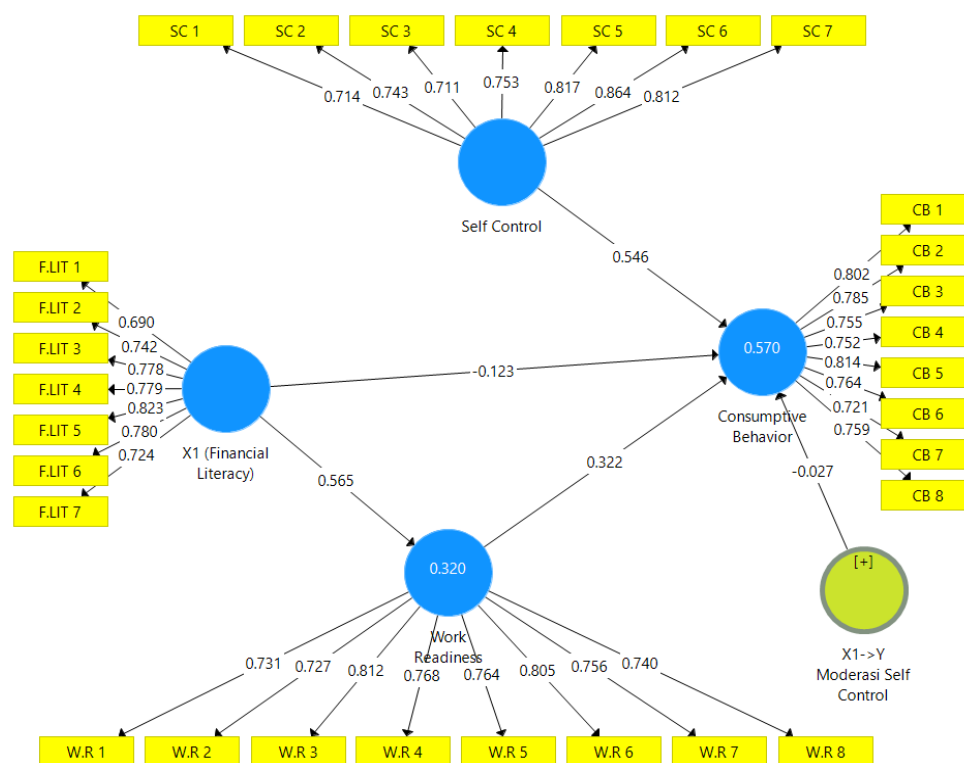 SC 1
SC 2
SC 3
SC 4
SC 5
SC 6
SC 7
0.714
0.743
0.711
0.753
0.817
0.864
0.812
Self Control
0.546
F.LIT 1
F.LIT 2
F.LIT 3
F.LIT 4
F.LIT 5
F.LIT 6
F.LIT 7
0.690
0.742
0.778
0.779
0.823
0.780
0.724
X1 (Financial
Literacy)
-0.123
0.565
0.322
0.570
Consumptive
Behavior
0.802
0.785
0.755
0.752
0.814
0.764
0.721
0.759
CB 1
CB 2
CB 3
CB 4
CB 5
CB 6
CB 7
CB 8
-0.027
[+]
X1->Y
Moderasi Self
Control
0.320
Work
Readiness
0.731
0.727
0.812
0.768
0.764
0.805
0.756
0.740
W.R 1
W.R 2
W.R 3
W.R 4
W.R 5
W.R 6
W.R 7
W.R 8